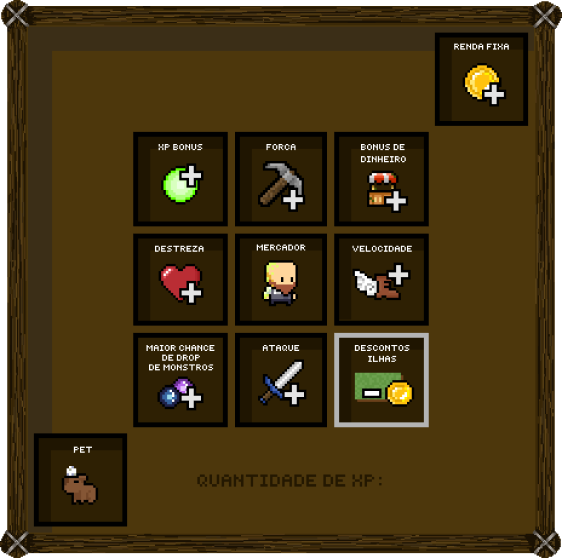 RENDA FIXA
XP BONUS
FORCA
BONUS DE
DINHEIRO
DESTREZA
MERCADOR
VELOCIDADE
MAIOR CHANCE
DE DROP
DE MONSTROS
ATAQUE
DESCONTOS
ILHAS
PET
QUANTIDADE DE XP: